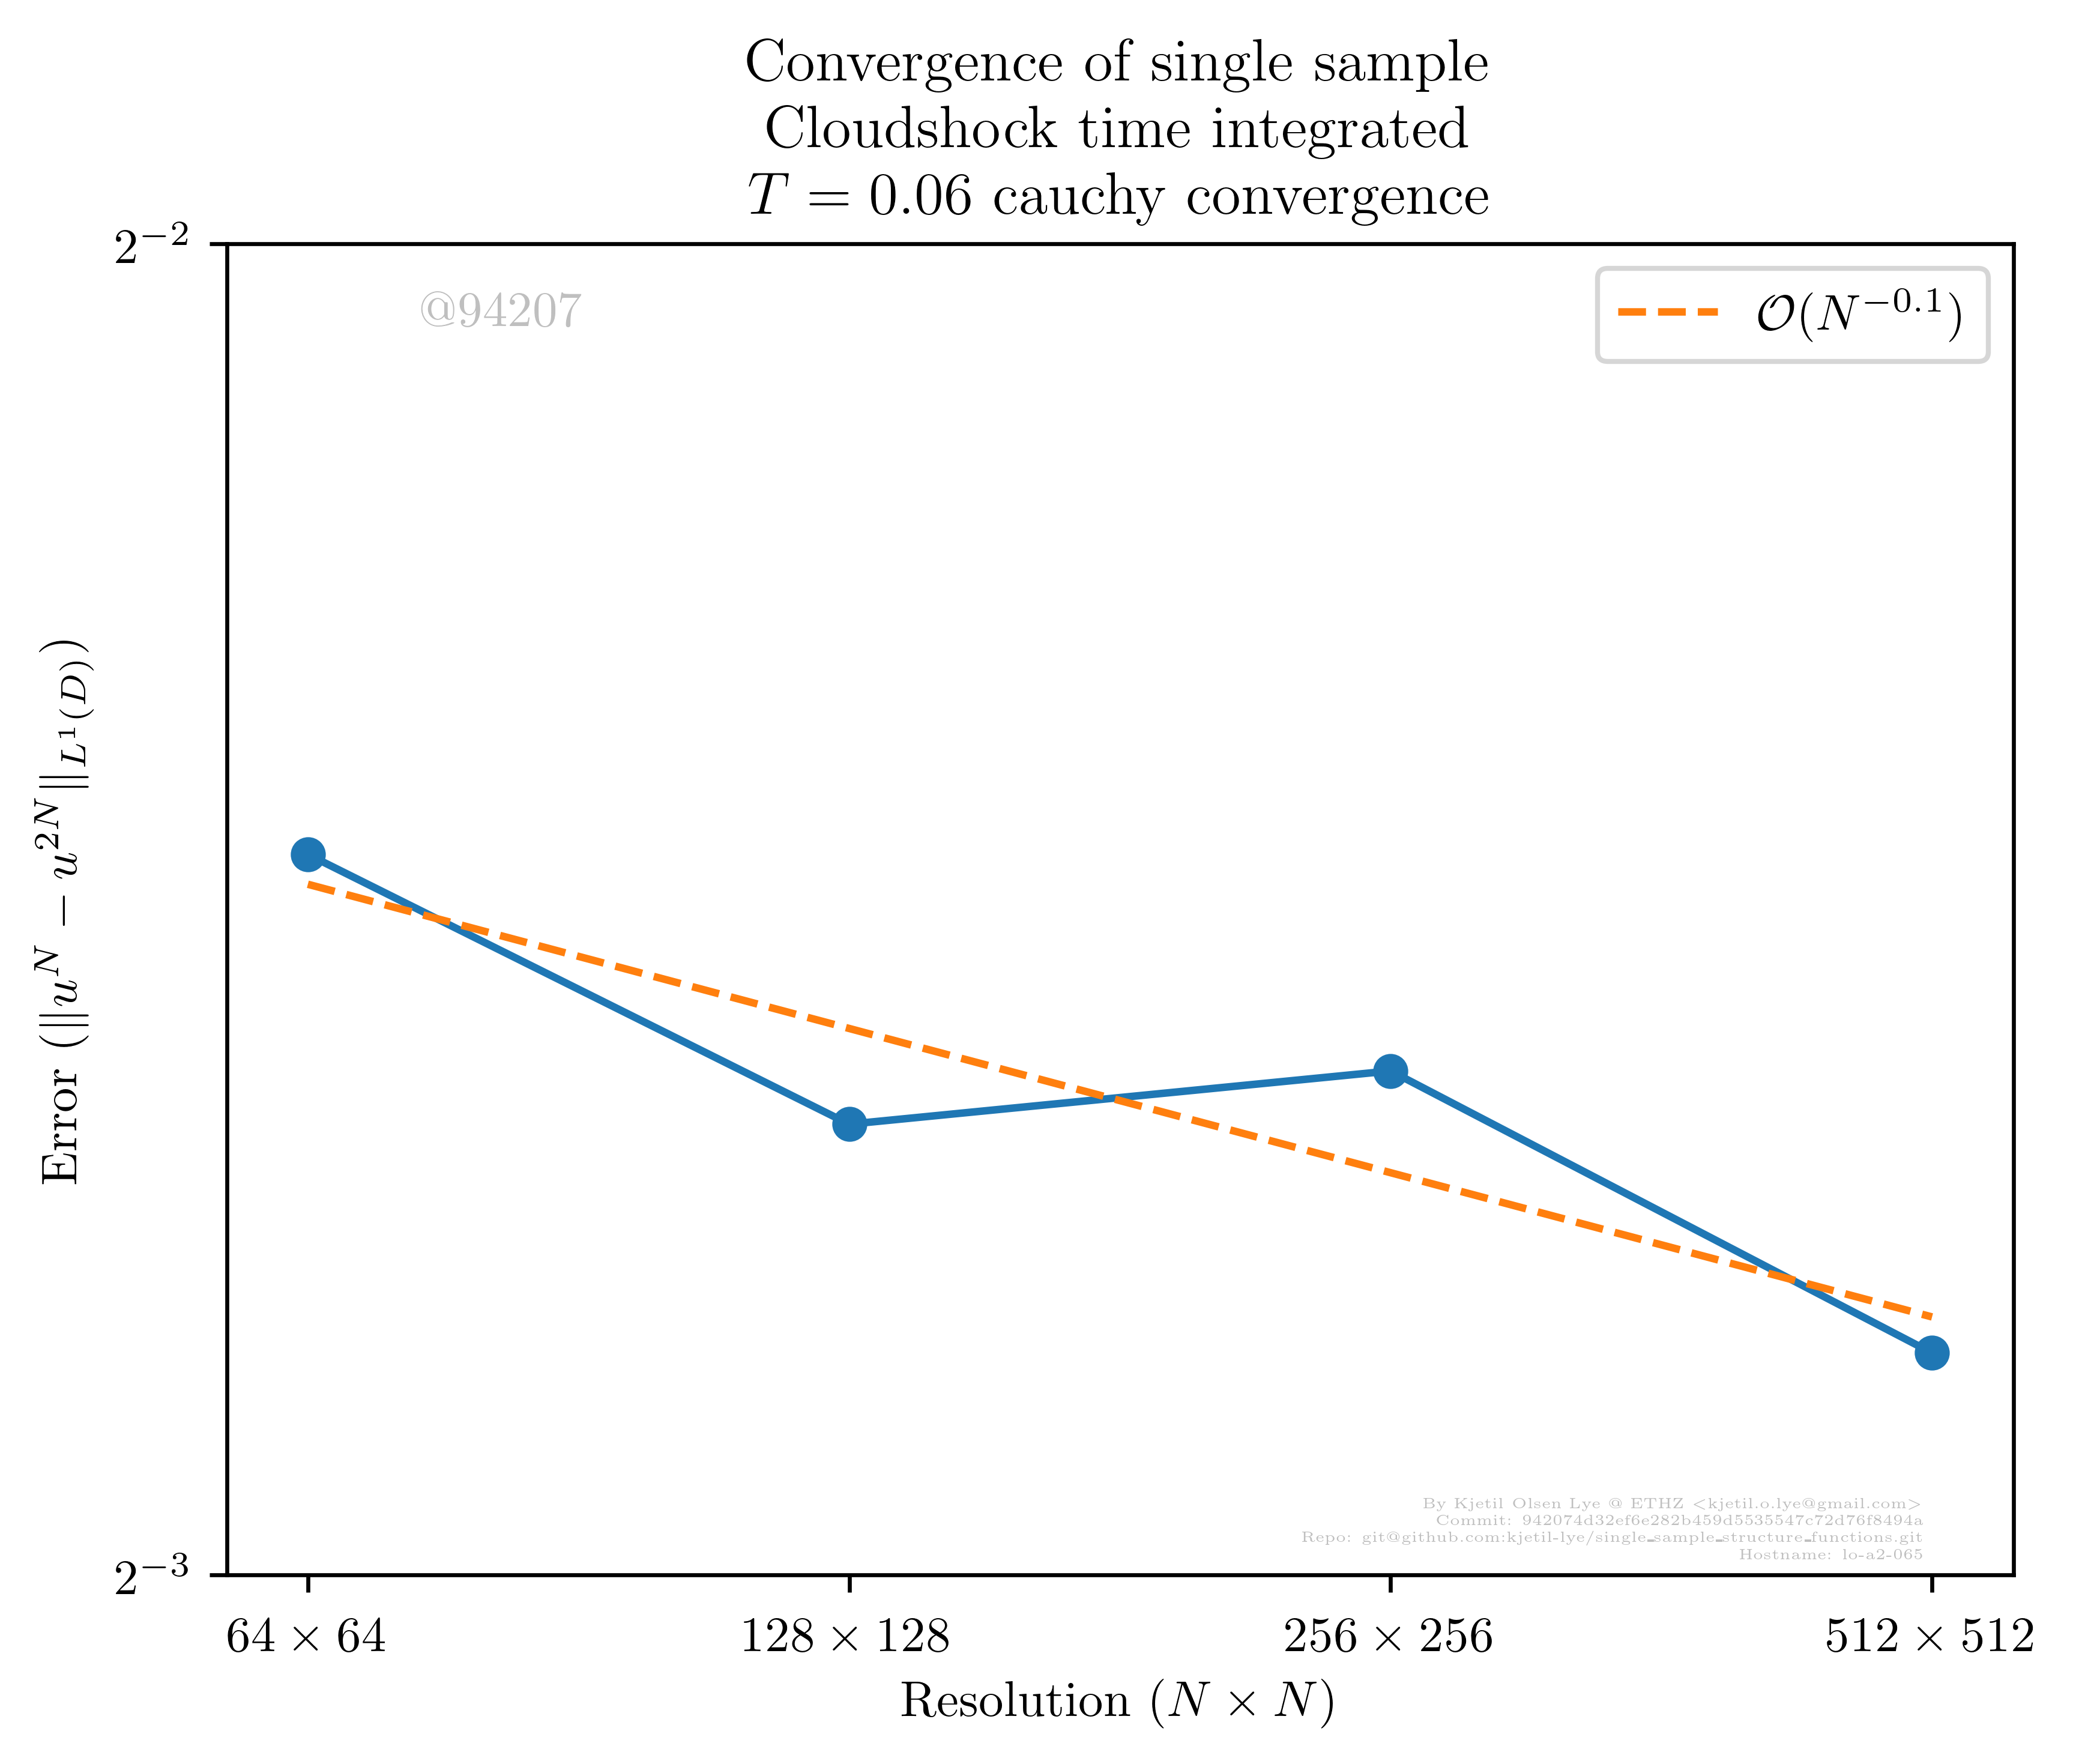 Convergence of single sample
Cloudshock time integrated
T = 0.06 cauchy convergence
2⁻²
@94207
𝒪(N⁻⁰·¹)
Error (||u^N − u^{2N}||_{L¹(D)})
By Kjetil Olsen Lye @ ETHZ <kjetil.o.lye@gmail.com>
Commit: 942074d32ef6e282b459d5535547c72d76f8494a
Repo: git@github.com:kjetil-lye/single_sample_structure_functions.git
Hostname: lo-a2-065
2⁻³
64 × 64 128 × 128 256 × 256 512 × 512
Resolution (N × N)